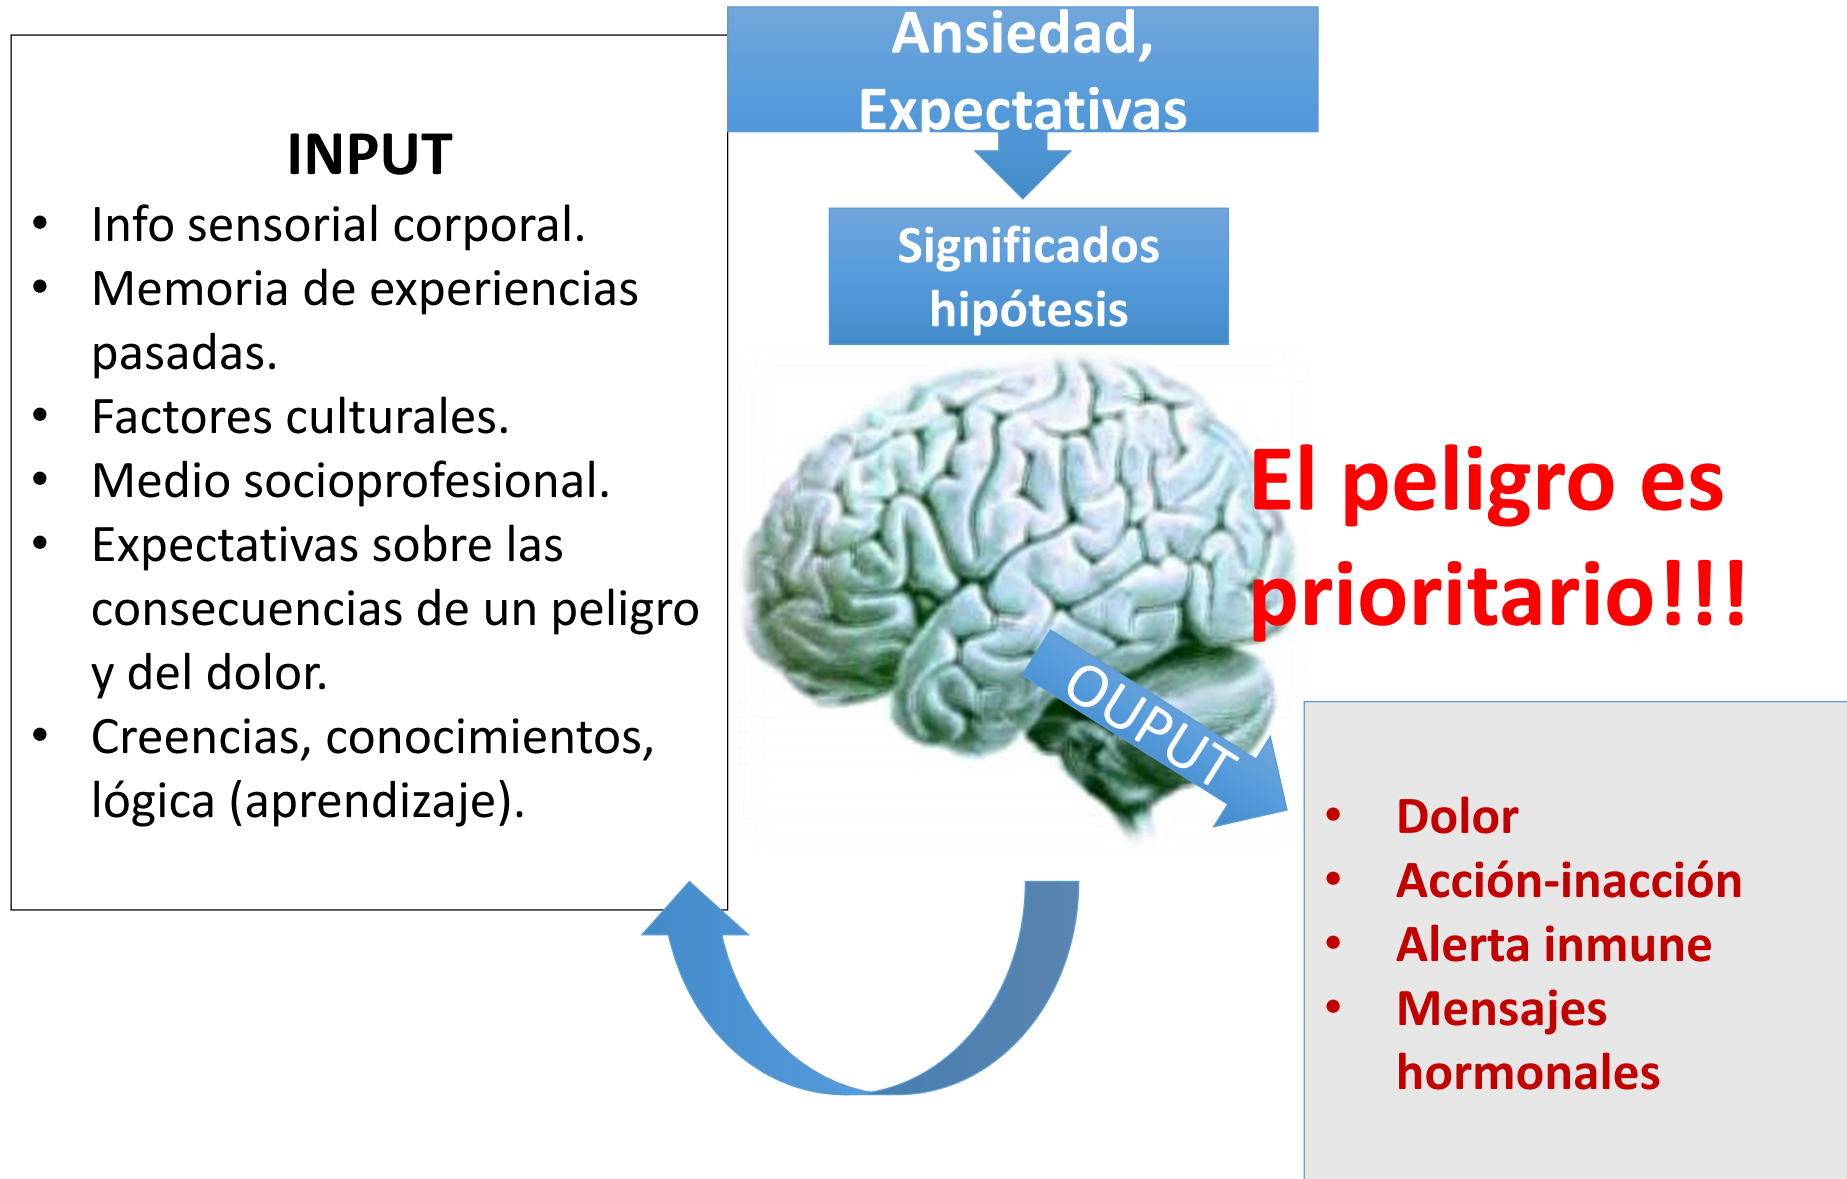 INPUT
• Info sensorial corporal.
• Memoria de experiencias
pasadas.
• Factores culturales.
• Medio socioprofesional.
• Expectativas sobre las
consecuencias de un peligro
y del dolor.
• Creencias, conocimientos,
lógica (aprendizaje).
Ansiedad,
Expectativas
Significados
hipótesis
El peligro es
prioritario!!!
OUPUT
• Dolor
• Acción-inacción
• Alerta inmune
• Mensajes
hormonales